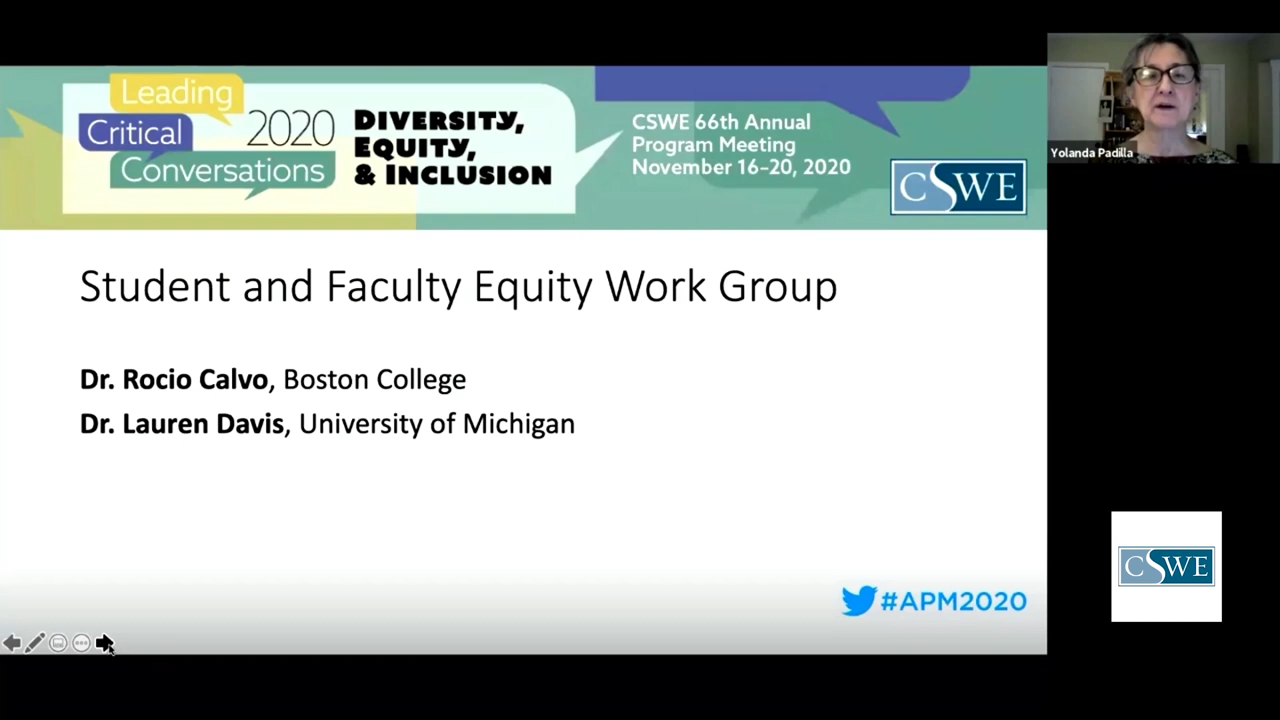 Leading
Critical
Conversations
2020
DIVERSITY,
EQUITY,
& INCLUSION
CSWE 66th Annual
Program Meeting
November 16–20, 2020
CSWE
Yolanda Padilla
Student and Faculty Equity Work Group
Dr. Rocio Calvo, Boston College
Dr. Lauren Davis, University of Michigan
CSWE
#APM2020